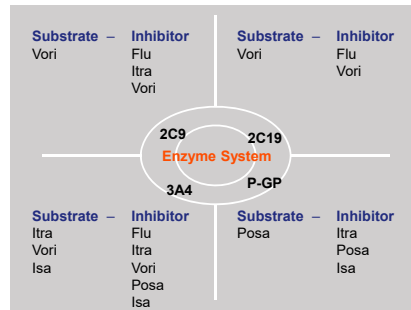 Substrate – Inhibitor
Vori Flu
Itra
Vori
Substrate – Inhibitor
Vori Flu
Vori
2C9 2C19
Enzyme System
3A4 P-GP
Substrate – Inhibitor
Itra Flu
Vori Itra
Isa Vori
Posa
Isa
Substrate – Inhibitor
Posa Itra
Posa
Isa